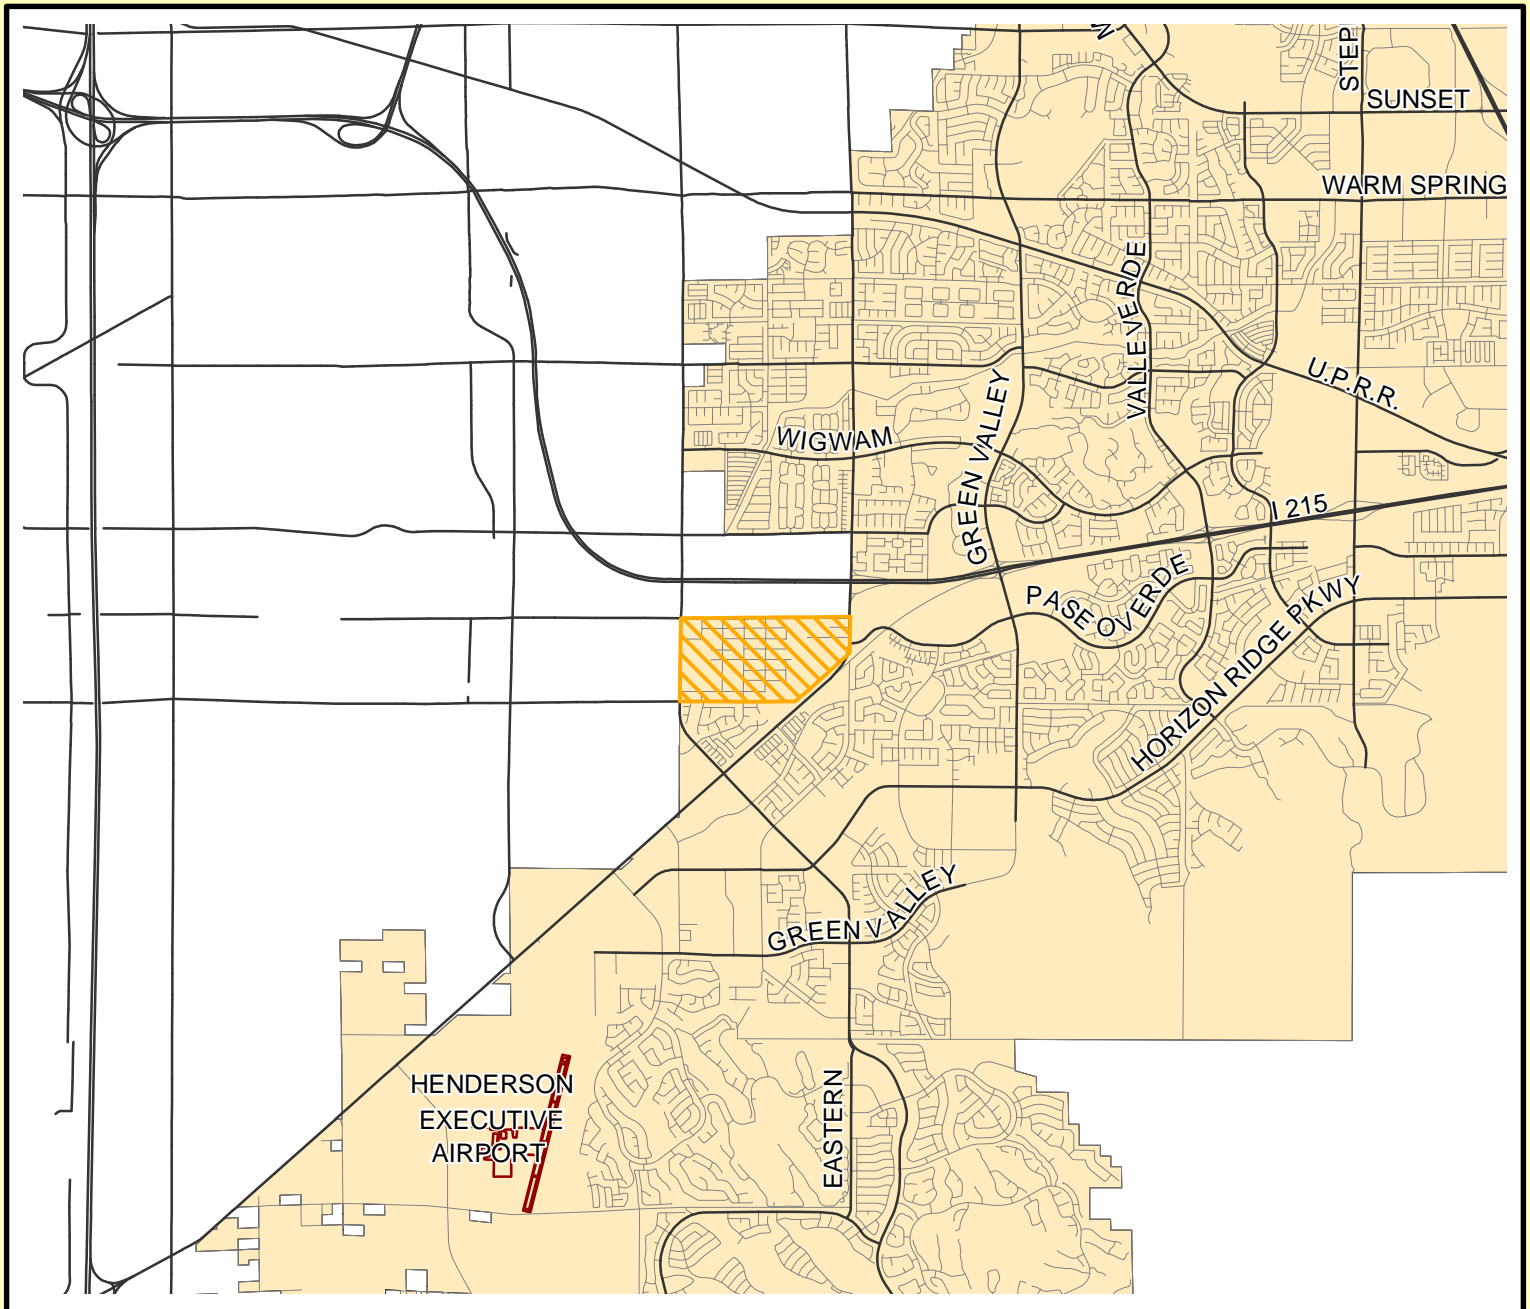 STEP
SUNSET
WARM SPRING
VALLE VERDE
U.P.R.R.
GREEN VALLEY
WIGWAM
I 215
PASEO VERDE
HORIZON RIDGE PKWY
GREEN VALLEY
HENDERSON
EXECUTIVE
AIRPORT
EASTERN